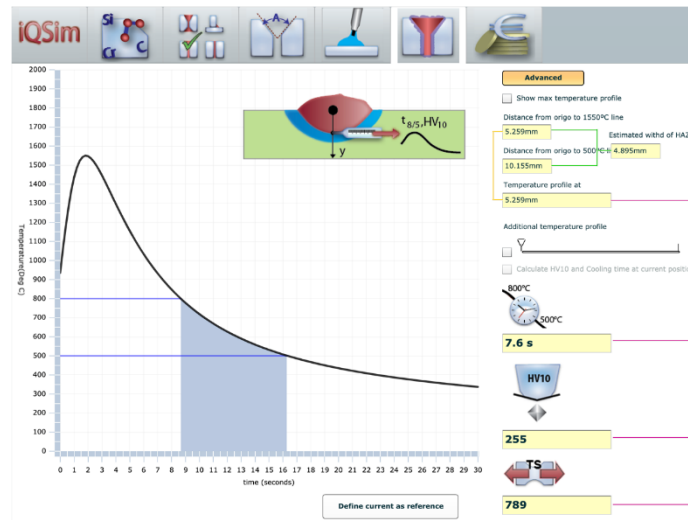 iQSim
Si
Cr
C
A
€
2000
1900
1800
1700
1600
1500
1400
1300
1200
1100
1000
900
800
700
600
500
400
300
200
100
0
Temperature(Deg C)
0 1 2 3 4 5 6 7 8 9 10 11 12 13 14 15 16 17 18 19 20 21 22 23 24 25 26 27 28 29 30
time (seconds)
t8/5,HV10
y
Define current as reference
Advanced
Show max temperature profile
Distance from origo to 1550ºC line
5.259mm
Estimated withd of HAZ
Distance from origo to 500ºC li
4.895mm
10.155mm
Temperature profile at
5.259mm
Additional temperature profile
Calculate HV10 and Cooling time at current positi
800ºC
500ºC
7.6 s
HV10
255
TS
789